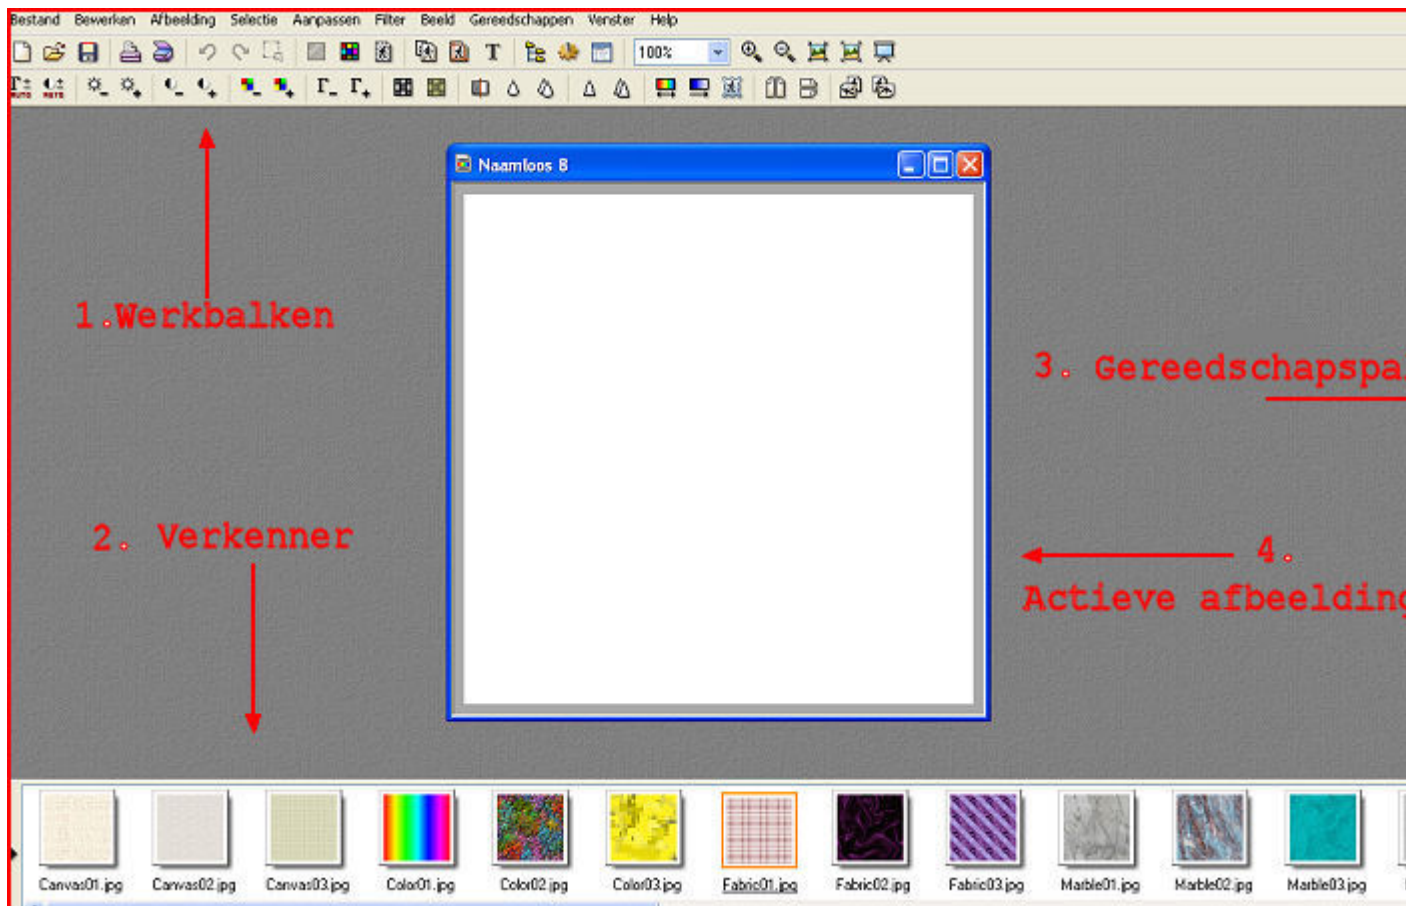 Bestand Bewerken Afbeelding Selectie Aanpassen Filter Beeld Gereedschappen Venster Help
T 100%
AUTO AUTO
Naamloos 8
1.Werkbalken
3. Gereedschapspa
2. Verkenner
4.
Actieve afbeelding
Canvas01.jpg Canvas02.jpg Canvas03.jpg Color01.jpg Color02.jpg Color03.jpg Fabric01.jpg Fabric02.jpg Fabric03.jpg Marble01.jpg Marble02.jpg Marble03.jpg